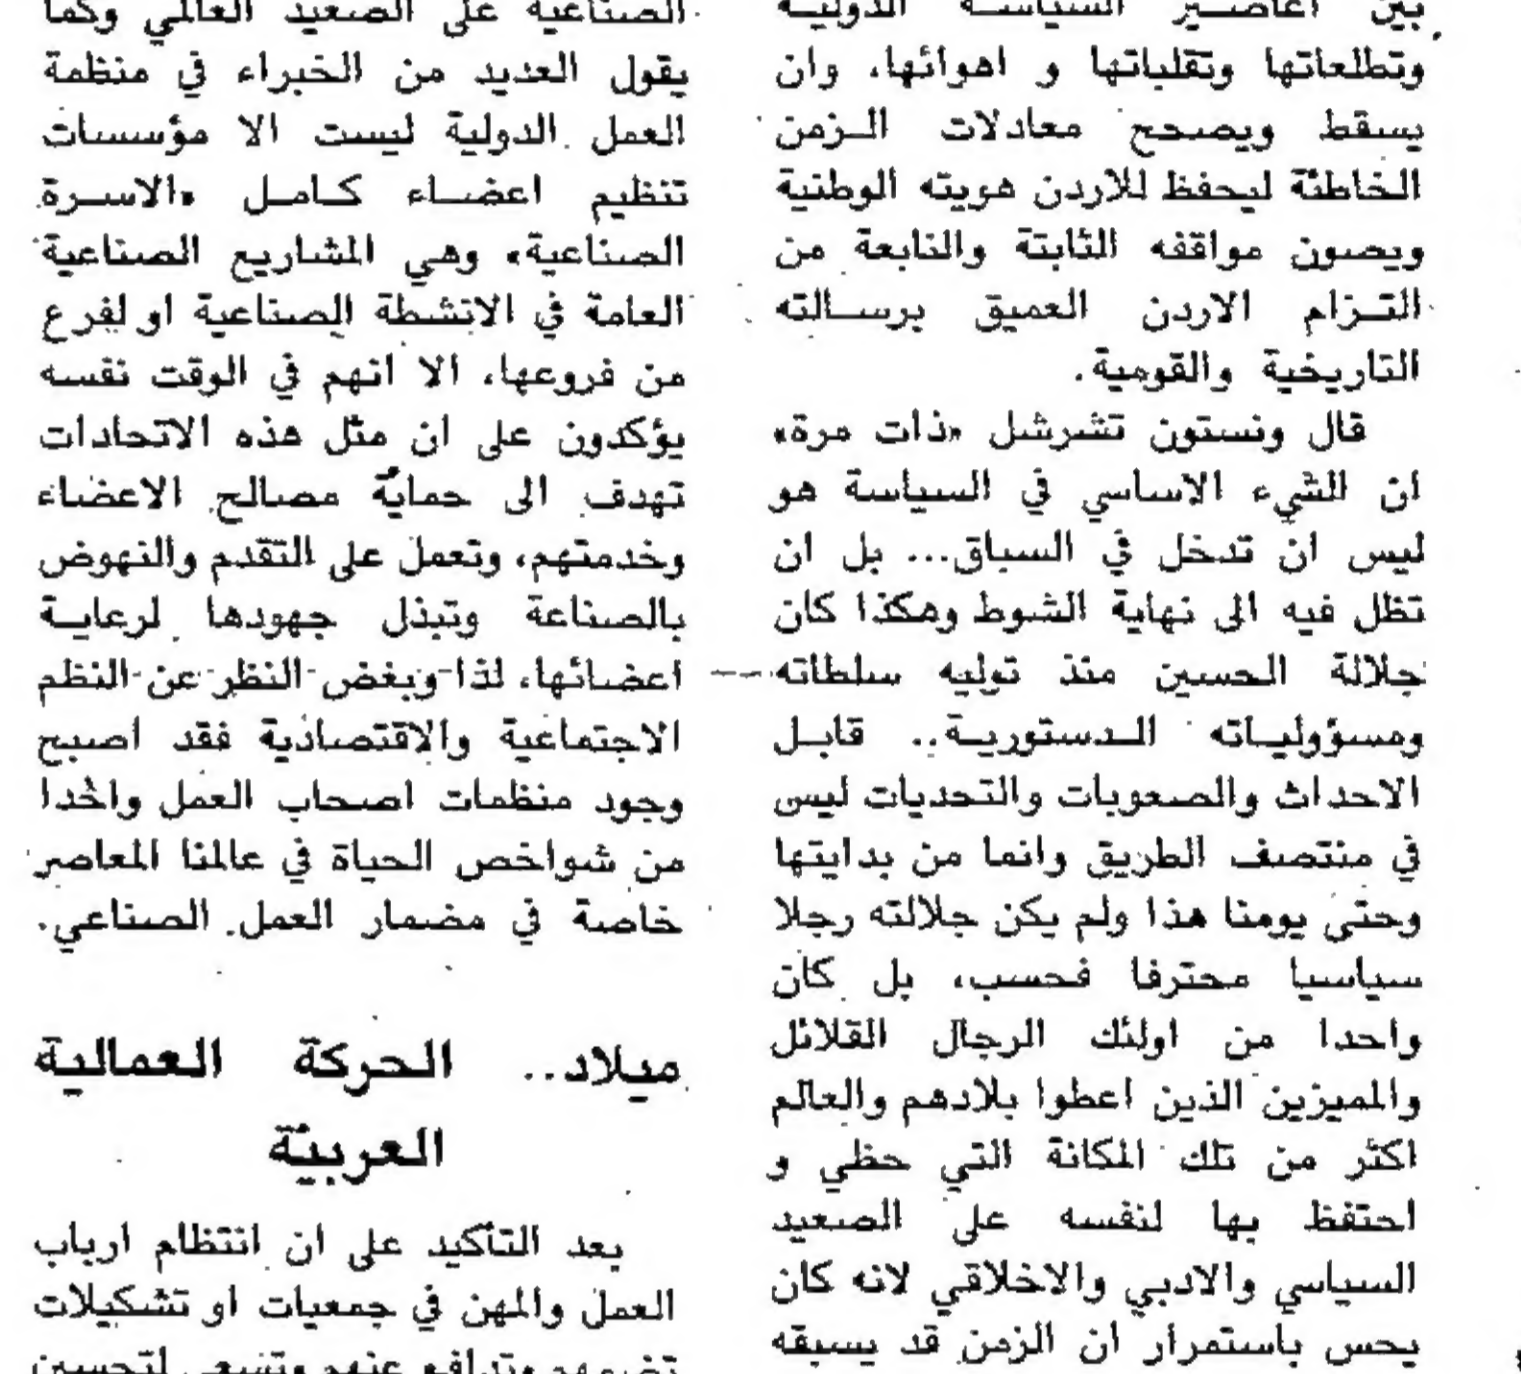 بين اعاصير السياسة الدولية
وتطلعاتها وتقلباتها و اهوائها، وان
يسقط ويصحح معادلات الزمن
الخاطئة ليحفظ للاردن هويته الوطنية
ويصون مواقفه الثابتة والنابعة من
التزام الاردن العميق برسالته
التاريخية والقومية.
قال ونستون تشرشل «ذات مرة»
ان الشيء الاساسي في السياسة هو
ليس ان تدخل في السباق... بل ان
تظل فيه الى نهاية الشوط وهكذا كان
جلالة الحسين منذ توليه سلطاته
ومسؤولياته الدستورية.. قابل
الاحداث والصعوبات والتحديات ليس
في منتصف الطريق وانما من بدايتها
وحتى يومنا هذا ولم يكن جلالته رجلا
سياسيا محترفا فحسب، بل كان
واحدا من اولئك الرجال القلائل
والمميزين الذين اعطوا بلادهم والعالم
اكثر من تلك المكانة التي حظي و
احتفظ بها لنفسه على الصعيد
السياسي والادبي والاخلاقي لانه كان
يحس باستمرار ان الزمن قد يسبقه
الصناعية على الصعيد العالمي وكما
يقول العديد من الخبراء في منظمة
العمل الدولية ليست الا مؤسسات
تنظيم اعضاء كامل «الاسرة
الصناعية» وهي المشاريع الصناعية
العامة في الانشطة الصناعية او لفرع
من فروعها، الا انهم في الوقت نفسه
يؤكدون على ان مثل هذه الاتحادات
تهدف الى حماية مصالح الاعضاء
وخدمتهم، وتعمل على التقدم والنهوض
بالصناعة وتبذل جهودها لرعاية
اعضائها، لذا وبغض النظر عن النظم
الاجتماعية والاقتصادية فقد اصبح
وجود منظمات اصحاب العمل واحدا
من شواخص الحياة في عالمنا المعاصر
خاصة في مضمار العمل الصناعي.
ميلاد.. الحركة العمالية
العربية
بعد التأكيد على ان انتظام ارباب
العمل والمهن في جمعيات او تشكيلات
تضمهم وتدافع عنهم وتسعى لتحسين